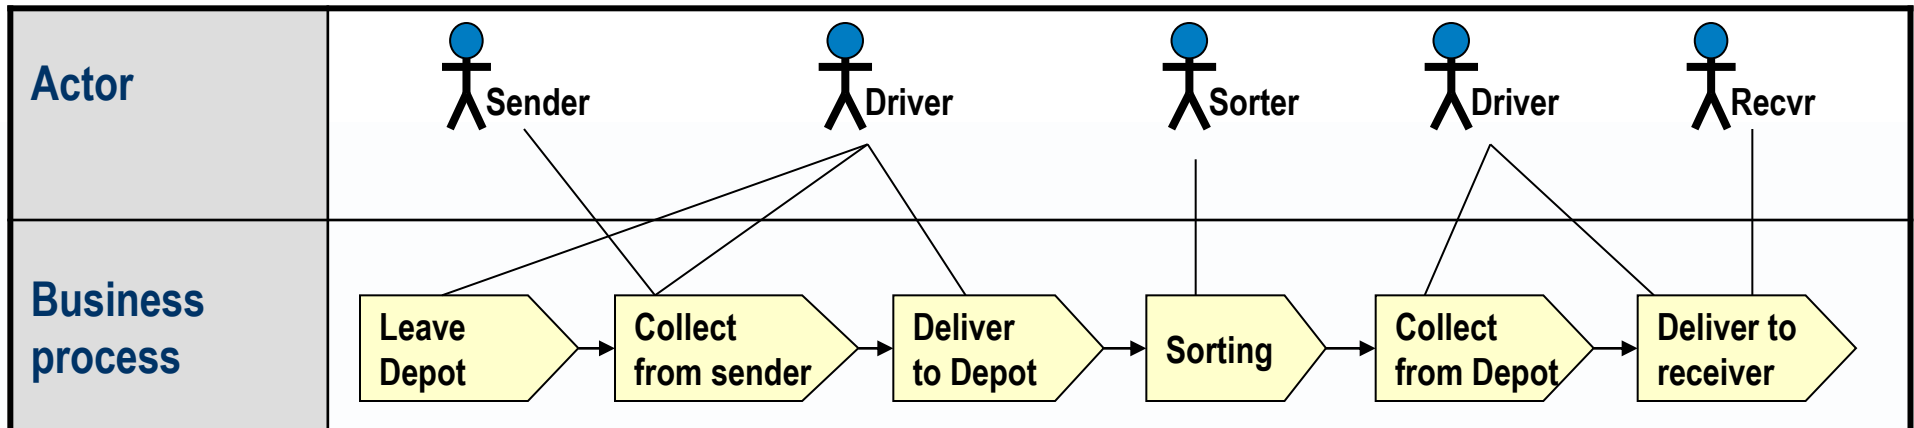 Actor
Sender
Driver
Sorter
Driver
Recvr
Business
process
Leave
Depot
Collect
from sender
Deliver
to Depot
Sorting
Collect
from Depot
Deliver to
receiver